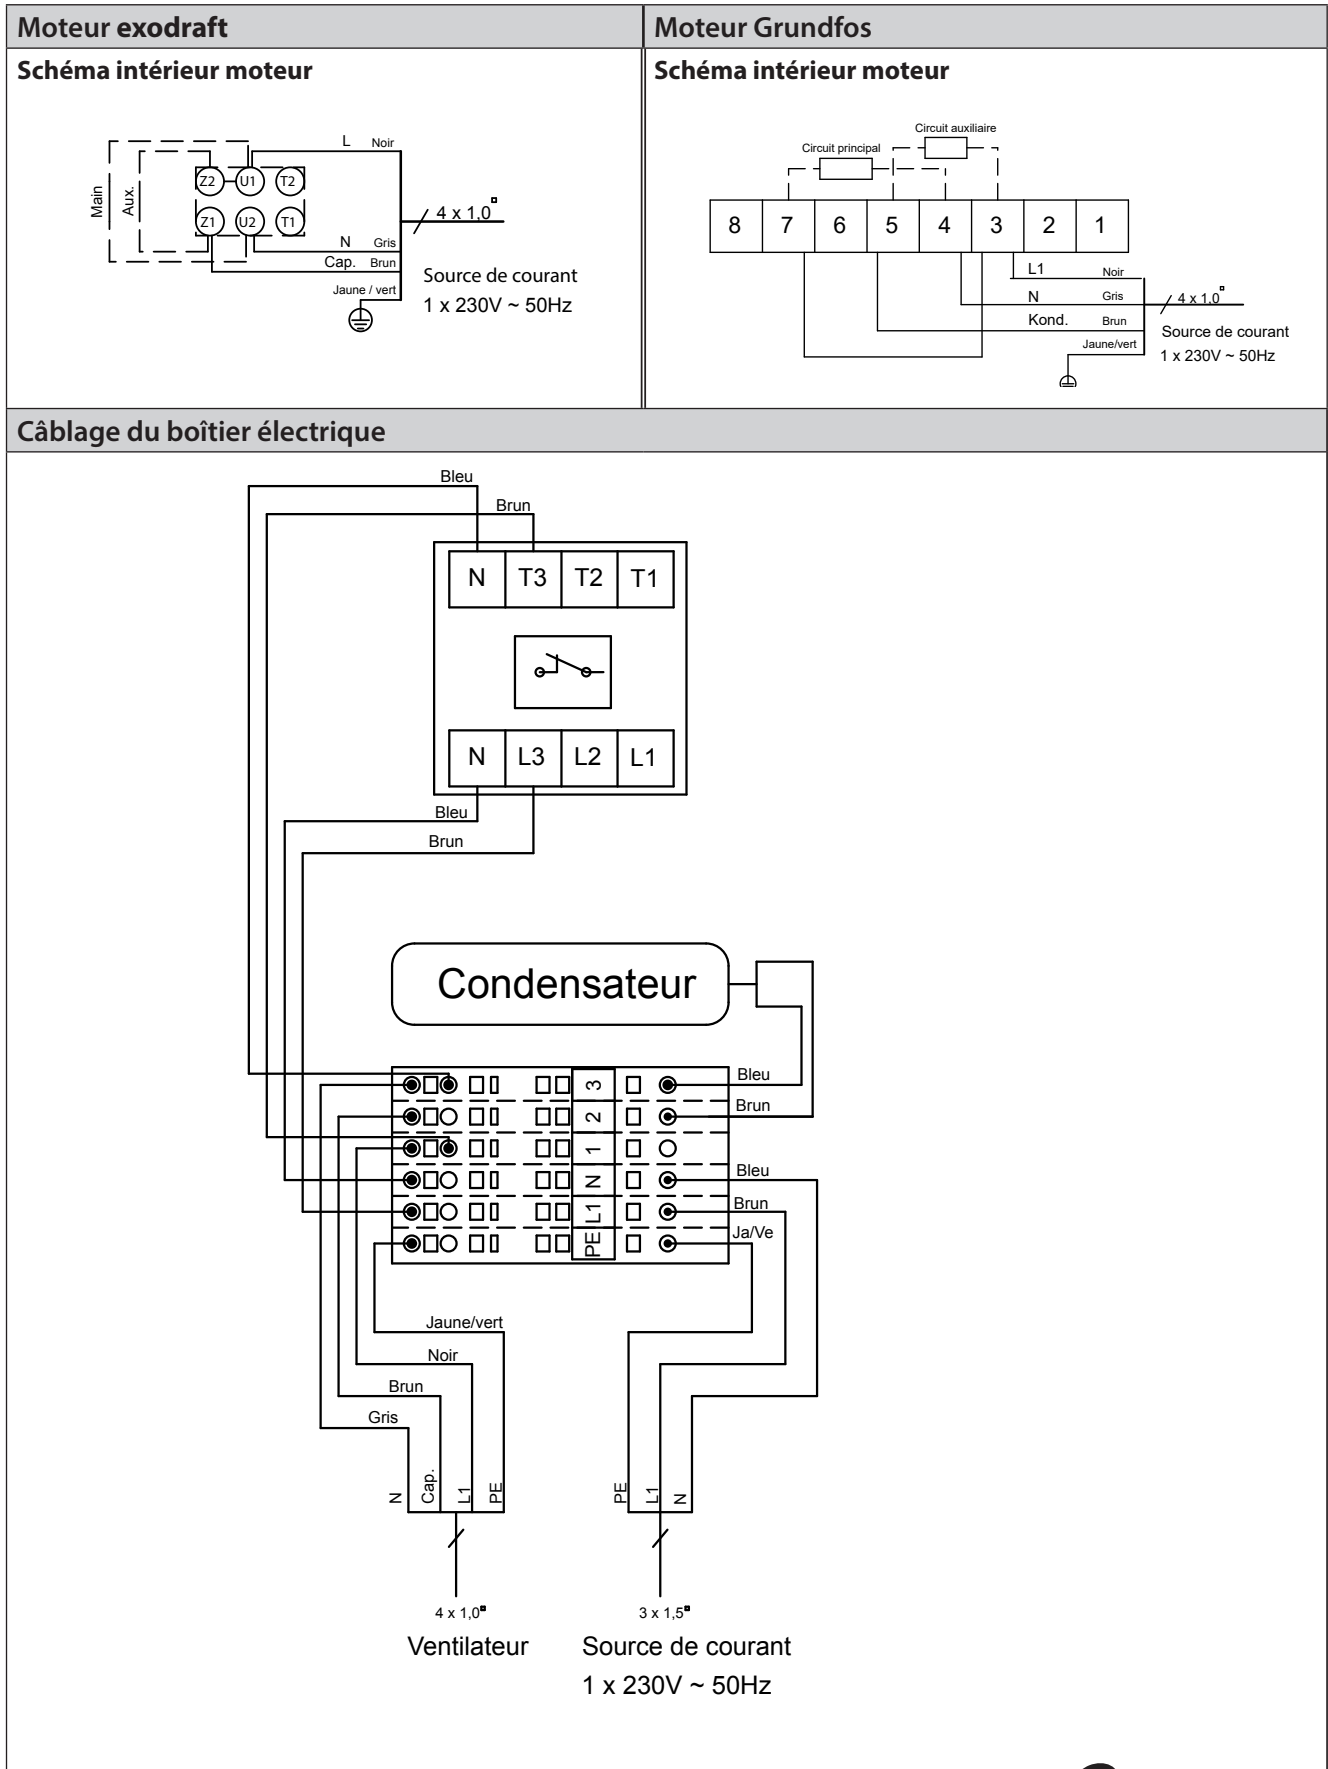 Moteur exodraft
Moteur Grundfos
Schéma intérieur moteur
Main
Aux.
Z2
U1
T2
Z1
U2
T1
L
Noir
N
Gris
Cap.
Brun
Jaune / vert
4 x 1,0
Source de courant
1 x 230V ~ 50Hz
Schéma intérieur moteur
Circuit auxiliaire
Circuit principal
8
7
6
5
4
3
2
1
L1
Noir
N
Gris
Kond.
Brun
Jaune/vert
4 x 1,0
Source de courant
1 x 230V ~ 50Hz
Câblage du boîtier électrique
Bleu
Brun
N
T3
T2
T1
N
L3
L2
L1
Bleu
Brun
Condensateur
3
2
1
N
L1
PE
Bleu
Brun
Bleu
Brun
Ja/Ve
Jaune/vert
Noir
Brun
Gris
N
Cap.
L1
PE
PE
L1
N
4 x 1,0
3 x 1,5
Ventilateur
Source de courant
1 x 230V ~ 50Hz